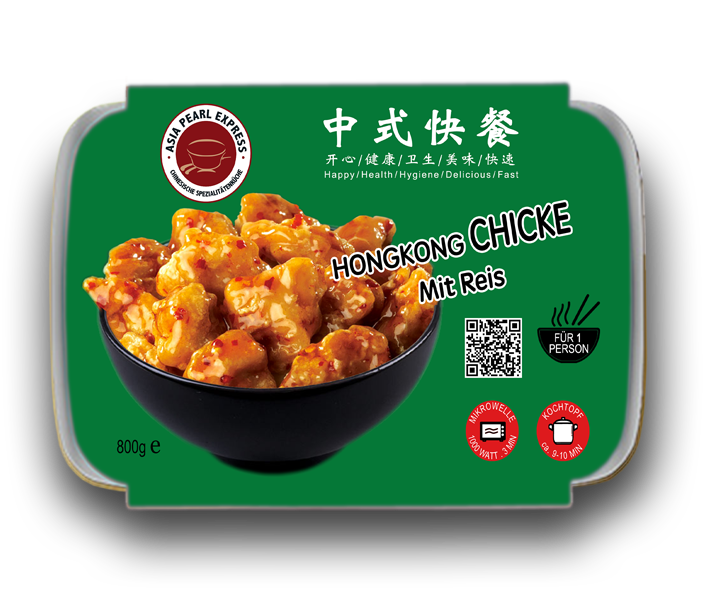 ASIA PEARL EXPRESS
CHINESISCHE SPEZIALITÄTENKÜCHE
中式快餐
开心/健康/卫生/美味/快速
Happy/Health/Hygiene/Delicious/Fast
HONGKONG CHICKE
Mit Reis
FÜR 1
PERSON
MIKROWELLE
1000 WATT . 3 MIN
KOCHTOPF
ca. 9-10 MIN
800g e